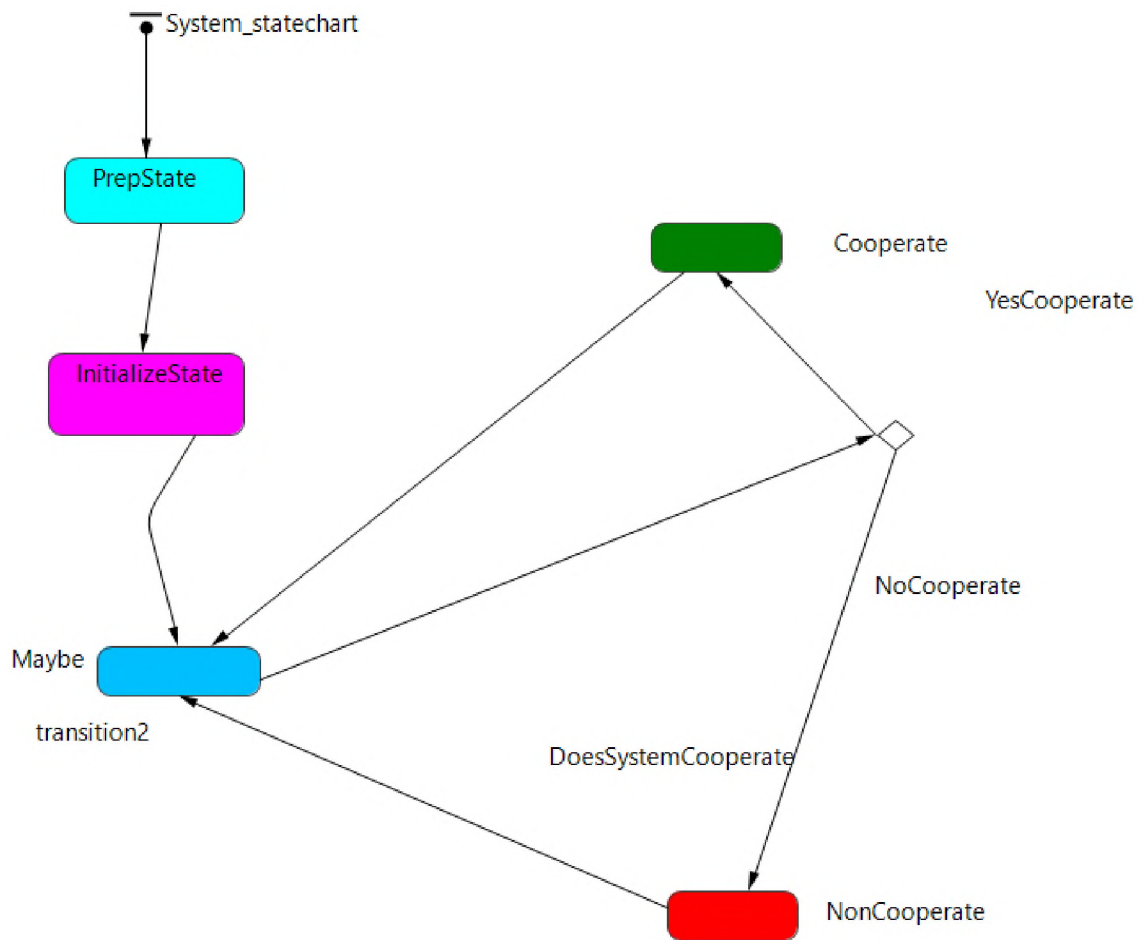 System_statechart
PrepState
Cooperate
YesCooperate
InitializeState
NoCooperate
Maybe
transition2
DoesSystemCooperate
NonCooperate